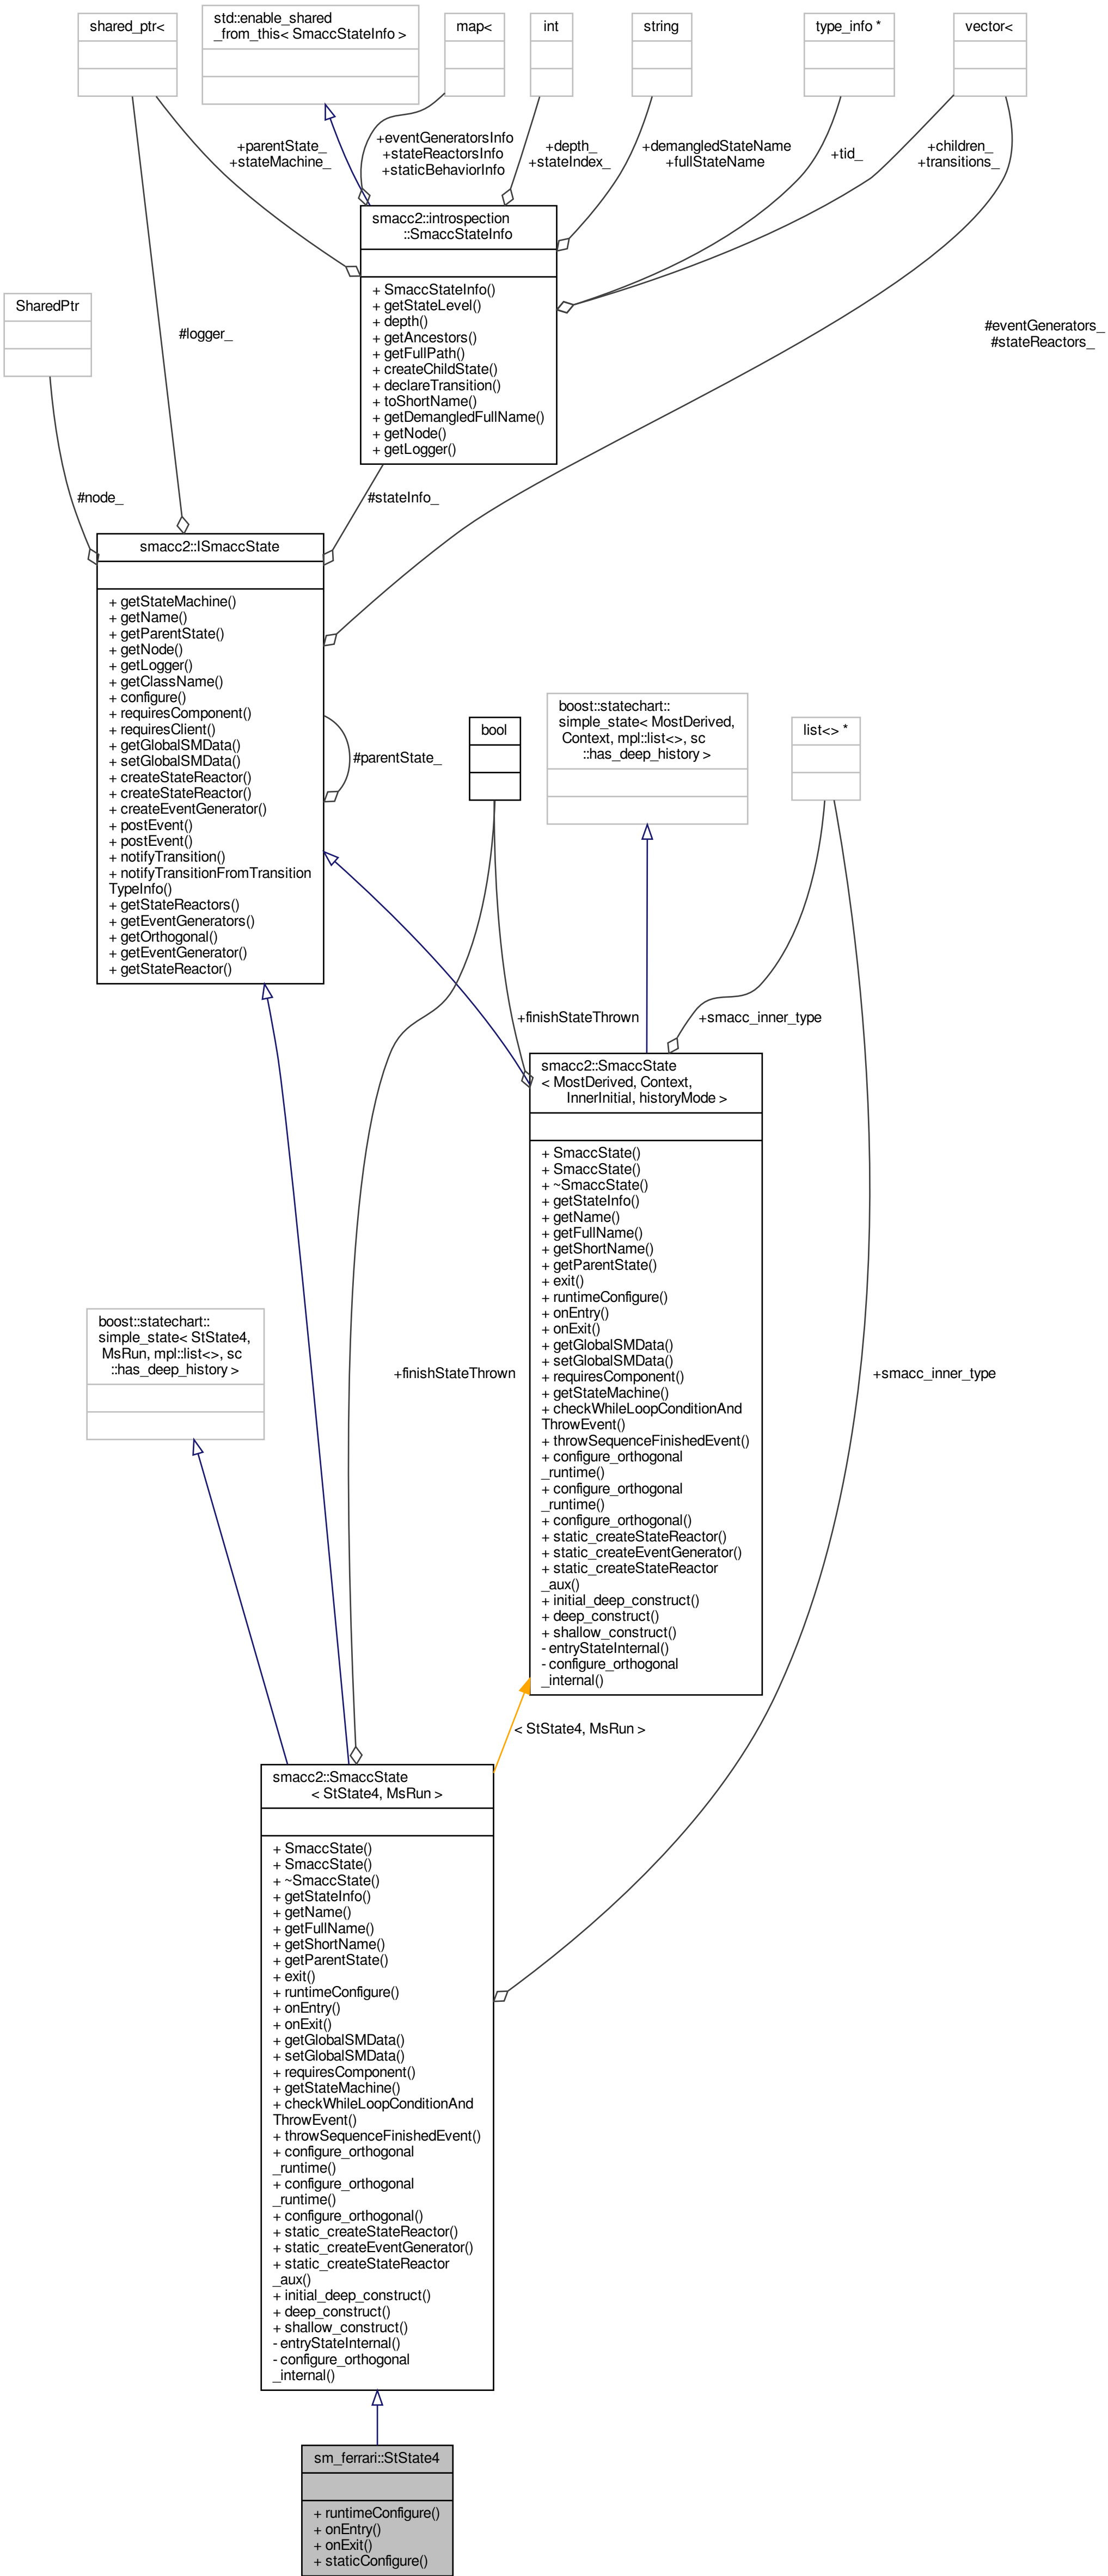 shared_ptr<
std::enable_shared
_from_this< SmaccStateInfo >
map<
int
string
type_info *
vector<
+parentState_
+stateMachine_
+eventGeneratorsInfo
+stateReactorsInfo
+staticBehaviorInfo
+depth_
+stateIndex_
+demangledStateName
+fullStateName
+tid_
+children_
+transitions_
smacc2::introspection
::SmaccStateInfo
+ SmaccStateInfo()
+ getStateLevel()
+ depth()
+ getAncestors()
+ getFullPath()
+ createChildState()
+ declareTransition()
+ toShortName()
+ getDemangledFullName()
+ getNode()
+ getLogger()
SharedPtr
#logger_
#eventGenerators_
#stateReactors_
#node_
#stateInfo_
smacc2::ISmaccState
+ getStateMachine()
+ getName()
+ getParentState()
+ getNode()
+ getLogger()
+ getClassName()
+ configure()
+ requiresComponent()
+ requiresClient()
+ getGlobalSMData()
+ setGlobalSMData()
+ createStateReactor()
+ createStateReactor()
+ createEventGenerator()
+ postEvent()
+ postEvent()
+ notifyTransition()
+ notifyTransitionFromTransition
TypeInfo()
+ getStateReactors()
+ getEventGenerators()
+ getOrthogonal()
+ getEventGenerator()
+ getStateReactor()
#parentState_
bool
boost::statechart::
simple_state< MostDerived,
Context, mpl::list<>, sc
::has_deep_history >
list<> *
+finishStateThrown
+smacc_inner_type
smacc2::SmaccState
< MostDerived, Context,
InnerInitial, historyMode >
+ SmaccState()
+ SmaccState()
+ ~SmaccState()
+ getStateInfo()
+ getName()
+ getFullName()
+ getShortName()
+ getParentState()
+ exit()
+ runtimeConfigure()
+ onEntry()
+ onExit()
+ getGlobalSMData()
+ setGlobalSMData()
+ requiresComponent()
+ getStateMachine()
+ checkWhileLoopConditionAnd
ThrowEvent()
+ throwSequenceFinishedEvent()
+ configure_orthogonal
_runtime()
+ configure_orthogonal
_runtime()
+ configure_orthogonal()
+ static_createStateReactor()
+ static_createEventGenerator()
+ static_createStateReactor
_aux()
+ initial_deep_construct()
+ deep_construct()
+ shallow_construct()
- entryStateInternal()
- configure_orthogonal
_internal()
boost::statechart::
simple_state< StState4,
MsRun, mpl::list<>, sc
::has_deep_history >
+finishStateThrown
+smacc_inner_type
< StState4, MsRun >
smacc2::SmaccState
< StState4, MsRun >
+ SmaccState()
+ SmaccState()
+ ~SmaccState()
+ getStateInfo()
+ getName()
+ getFullName()
+ getShortName()
+ getParentState()
+ exit()
+ runtimeConfigure()
+ onEntry()
+ onExit()
+ getGlobalSMData()
+ setGlobalSMData()
+ requiresComponent()
+ getStateMachine()
+ checkWhileLoopConditionAnd
ThrowEvent()
+ throwSequenceFinishedEvent()
+ configure_orthogonal
_runtime()
+ configure_orthogonal
_runtime()
+ configure_orthogonal()
+ static_createStateReactor()
+ static_createEventGenerator()
+ static_createStateReactor
_aux()
+ initial_deep_construct()
+ deep_construct()
+ shallow_construct()
- entryStateInternal()
- configure_orthogonal
_internal()
sm_ferrari::StState4
+ runtimeConfigure()
+ onEntry()
+ onExit()
+ staticConfigure()